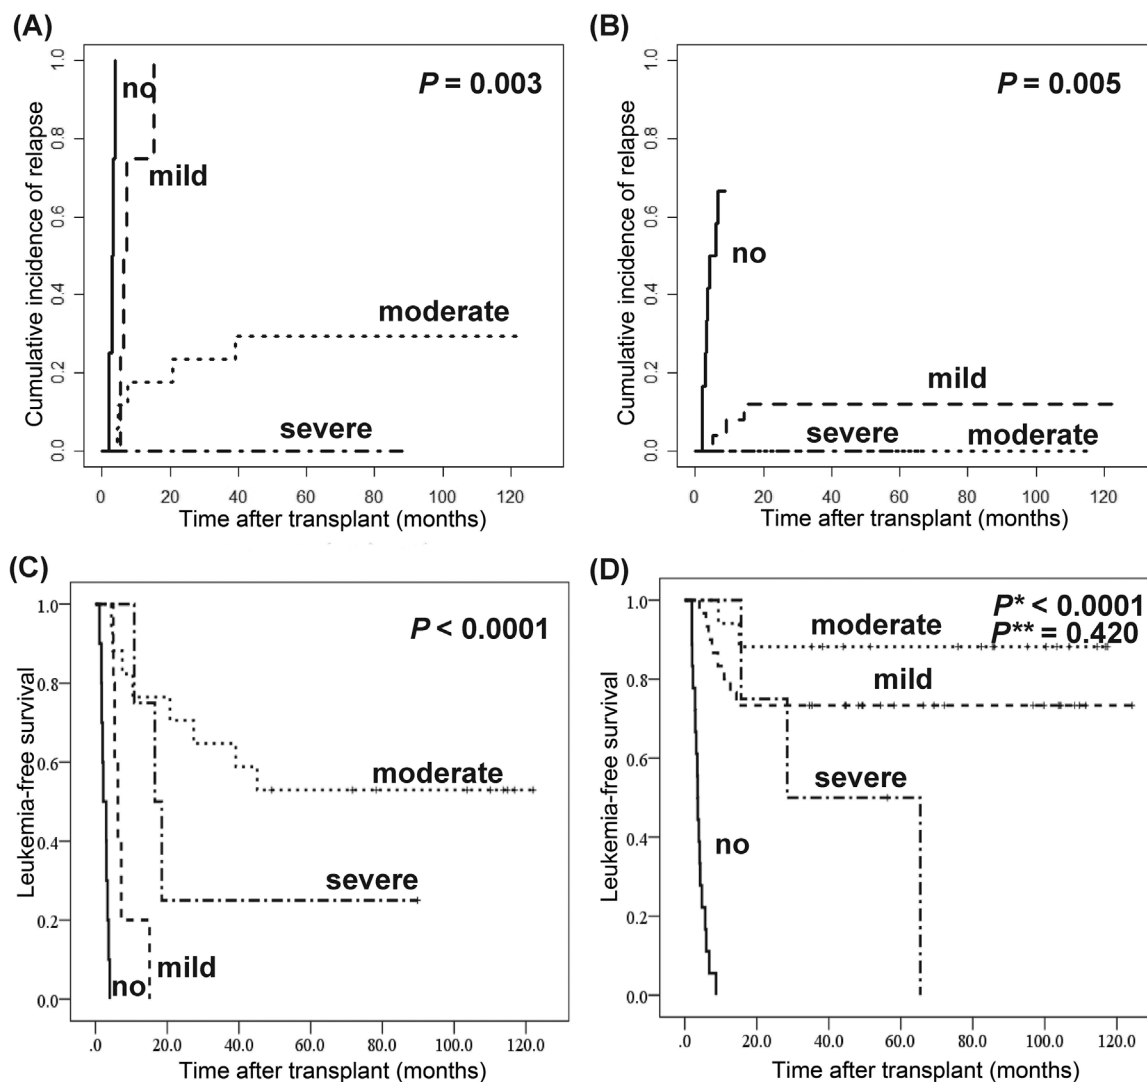 (A)
P = 0.003
no
mild
moderate
severe
Cumulative incidence of relapse
1.0
0.8
0.6
0.4
0.2
0.0
0 20 40 60 80 100 120
Time after transplant (months)
(B)
P = 0.005
no
mild
severe moderate
Cumulative incidence of relapse
1.0
0.8
0.6
0.4
0.2
0.0
0 20 40 60 80 100 120
Time after transplant (months)
(C)
P < 0.0001
moderate
severe
mild
no
Leukemia-free survival
1.0
0.8
0.6
0.4
0.2
0.0
.0 20.0 40.0 60.0 80.0 100.0 120.0
Time after transplant (months)
(D)
P* < 0.0001
P** = 0.420
moderate
mild
severe
no
Leukemia-free survival
1.0
0.8
0.6
0.4
0.2
0.0
.0 20.0 40.0 60.0 80.0 100.0 120.0
Time after transplant (months)